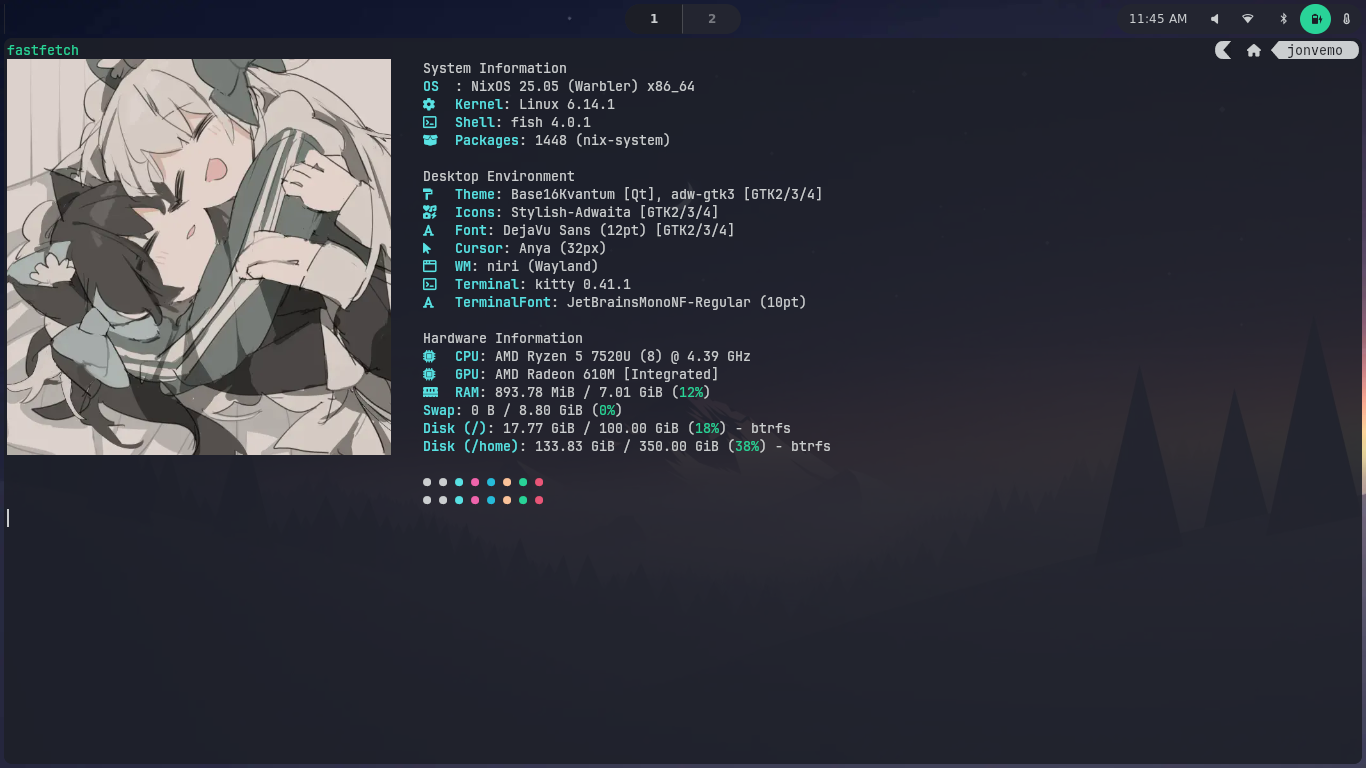 1 2 11:45 AM
fastfetch jonvemo
System Information
OS : NixOS 25.05 (Warbler) x86_64
Kernel: Linux 6.14.1
Shell: fish 4.0.1
Packages: 1448 (nix-system)
Desktop Environment
Theme: Base16Kvantum [Qt], adw-gtk3 [GTK2/3/4]
Icons: Stylish-Adwaita [GTK2/3/4]
Font: DejaVu Sans (12pt) [GTK2/3/4]
Cursor: Anya (32px)
WM: niri (Wayland)
Terminal: kitty 0.41.1
TerminalFont: JetBrainsMonoNF-Regular (10pt)
Hardware Information
CPU: AMD Ryzen 5 7520U (8) @ 4.39 GHz
GPU: AMD Radeon 610M [Integrated]
RAM: 893.78 MiB / 7.01 GiB (12%)
Swap: 0 B / 8.80 GiB (0%)
Disk (/): 17.77 GiB / 100.00 GiB (18%) - btrfs
Disk (/home): 133.83 GiB / 350.00 GiB (38%) - btrfs